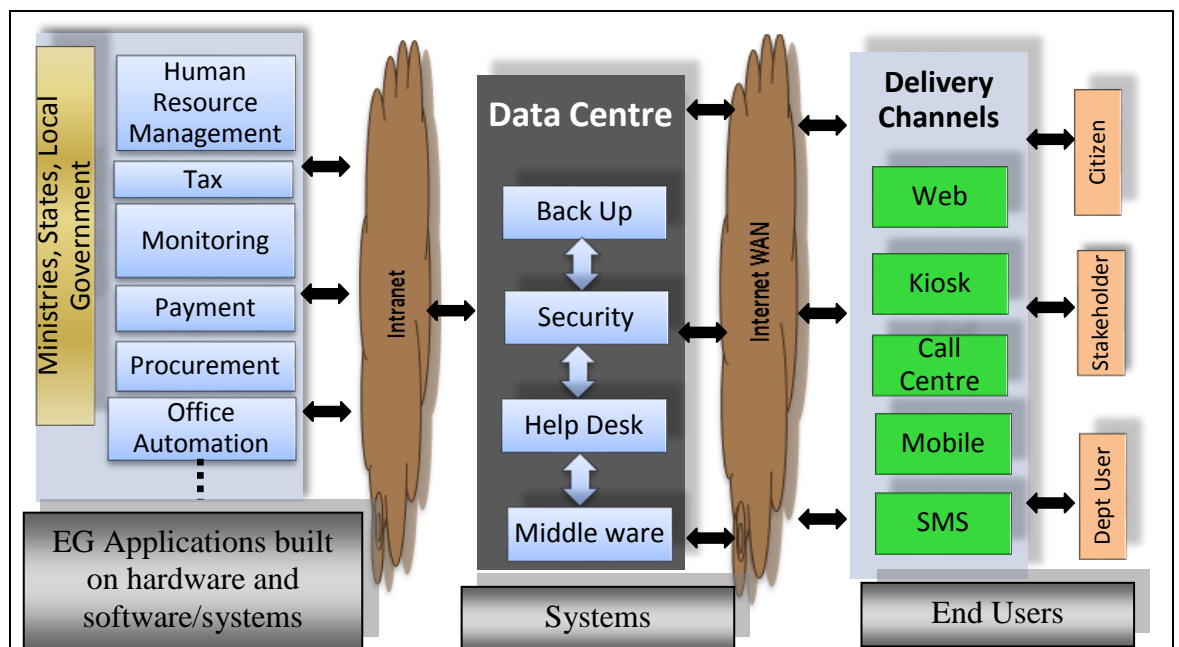 Ministries, States, Local
Government
Human
Resource
Management
Tax
Monitoring
Payment
Procurement
Office
Automation
EG Applications built
on hardware and
software/systems
Intranet
Data Centre
Back Up
Security
Help Desk
Middle ware
Systems
Internet WAN
Delivery
Channels
Web
Kiosk
Call
Centre
Mobile
SMS
End Users
Citizen
Stakeholder
Dept User